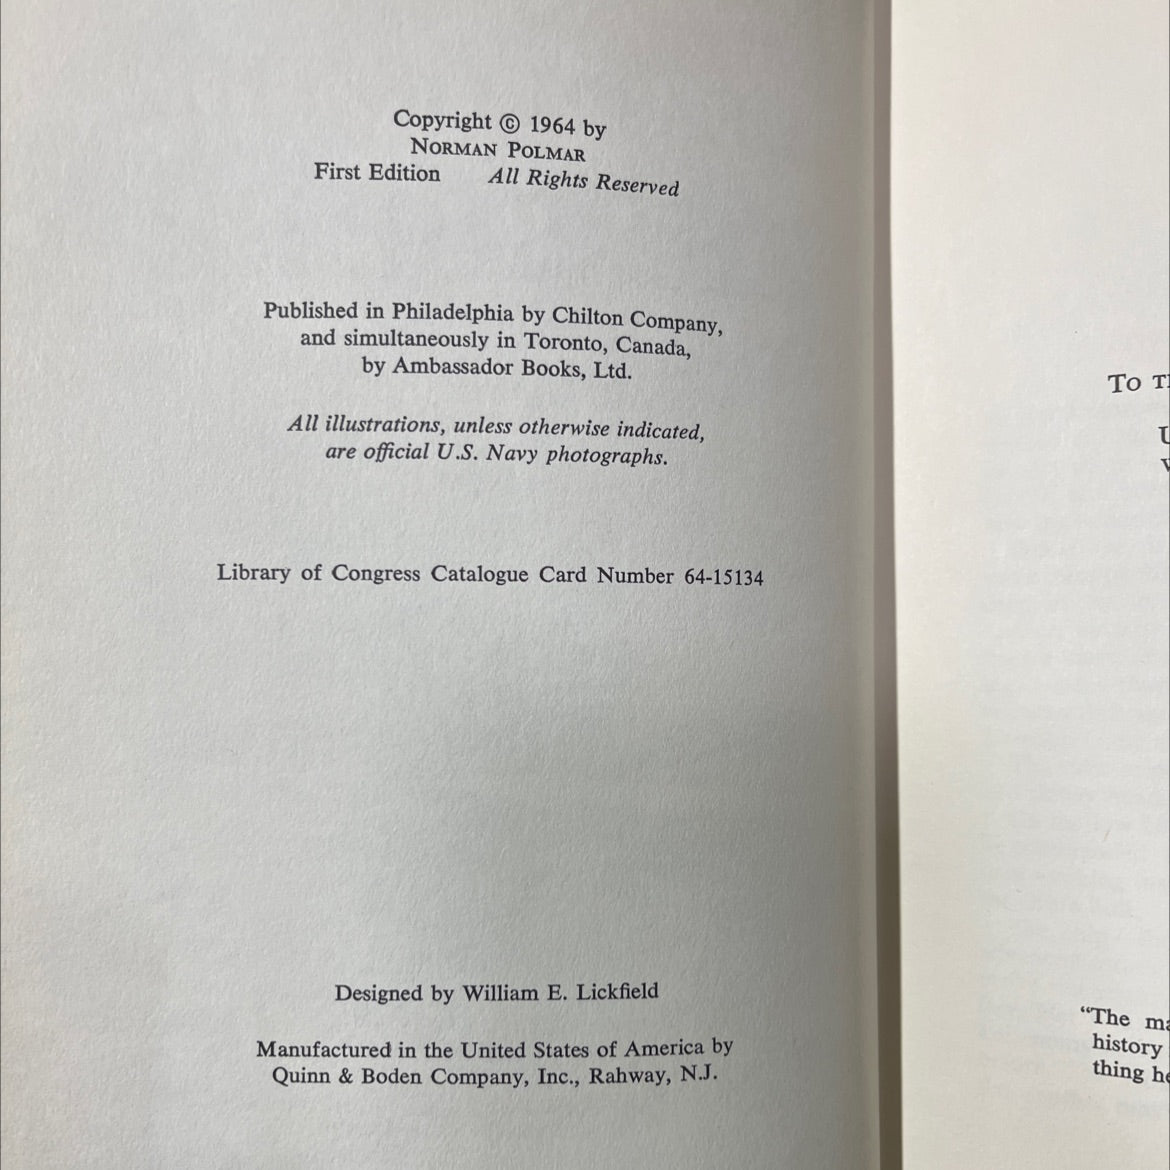 Copyright © 1964 by
NORMAN POLMAR
First Edition All Rights Reserved
Published in Philadelphia by Chilton Company,
and simultaneously in Toronto, Canada,
by Ambassador Books, Ltd.
All illustrations, unless otherwise indicated,
are official U.S. Navy photographs.
Library of Congress Catalogue Card Number 64-15134
Designed by William E. Lickfield
Manufactured in the United States of America by
Quinn & Boden Company, Inc., Rahway, N.J.
To
"The
history
thing